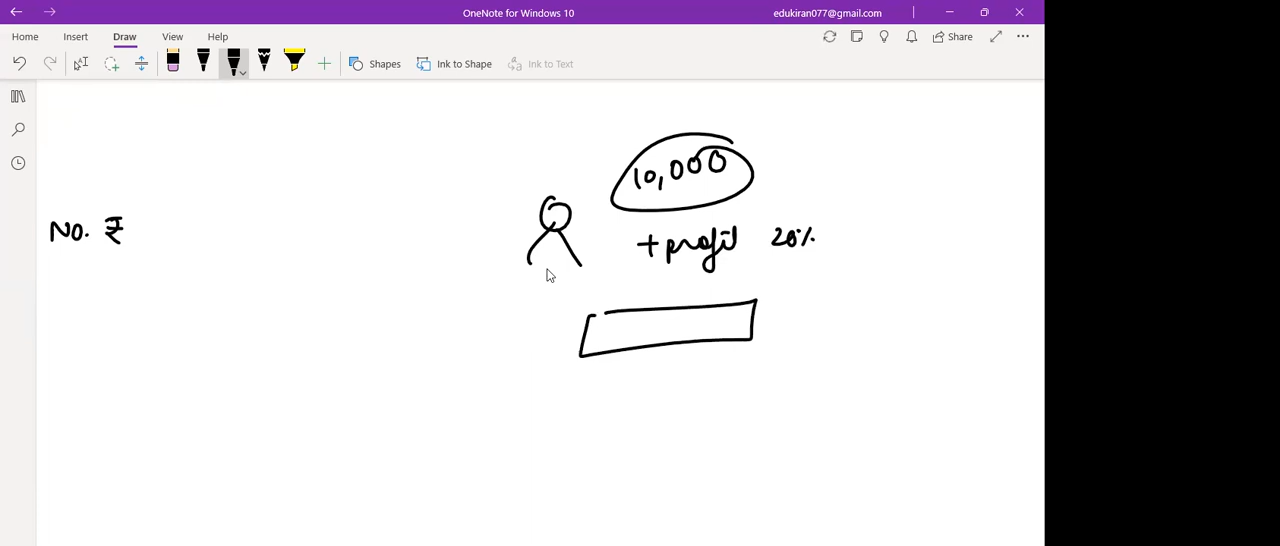 OneNote for Windows 10
edukiran077@gmail.com
Home Insert Draw View Help
Share
Shapes Ink to Shape Ink to Text
10,000
No. ₹
+ profit 20%